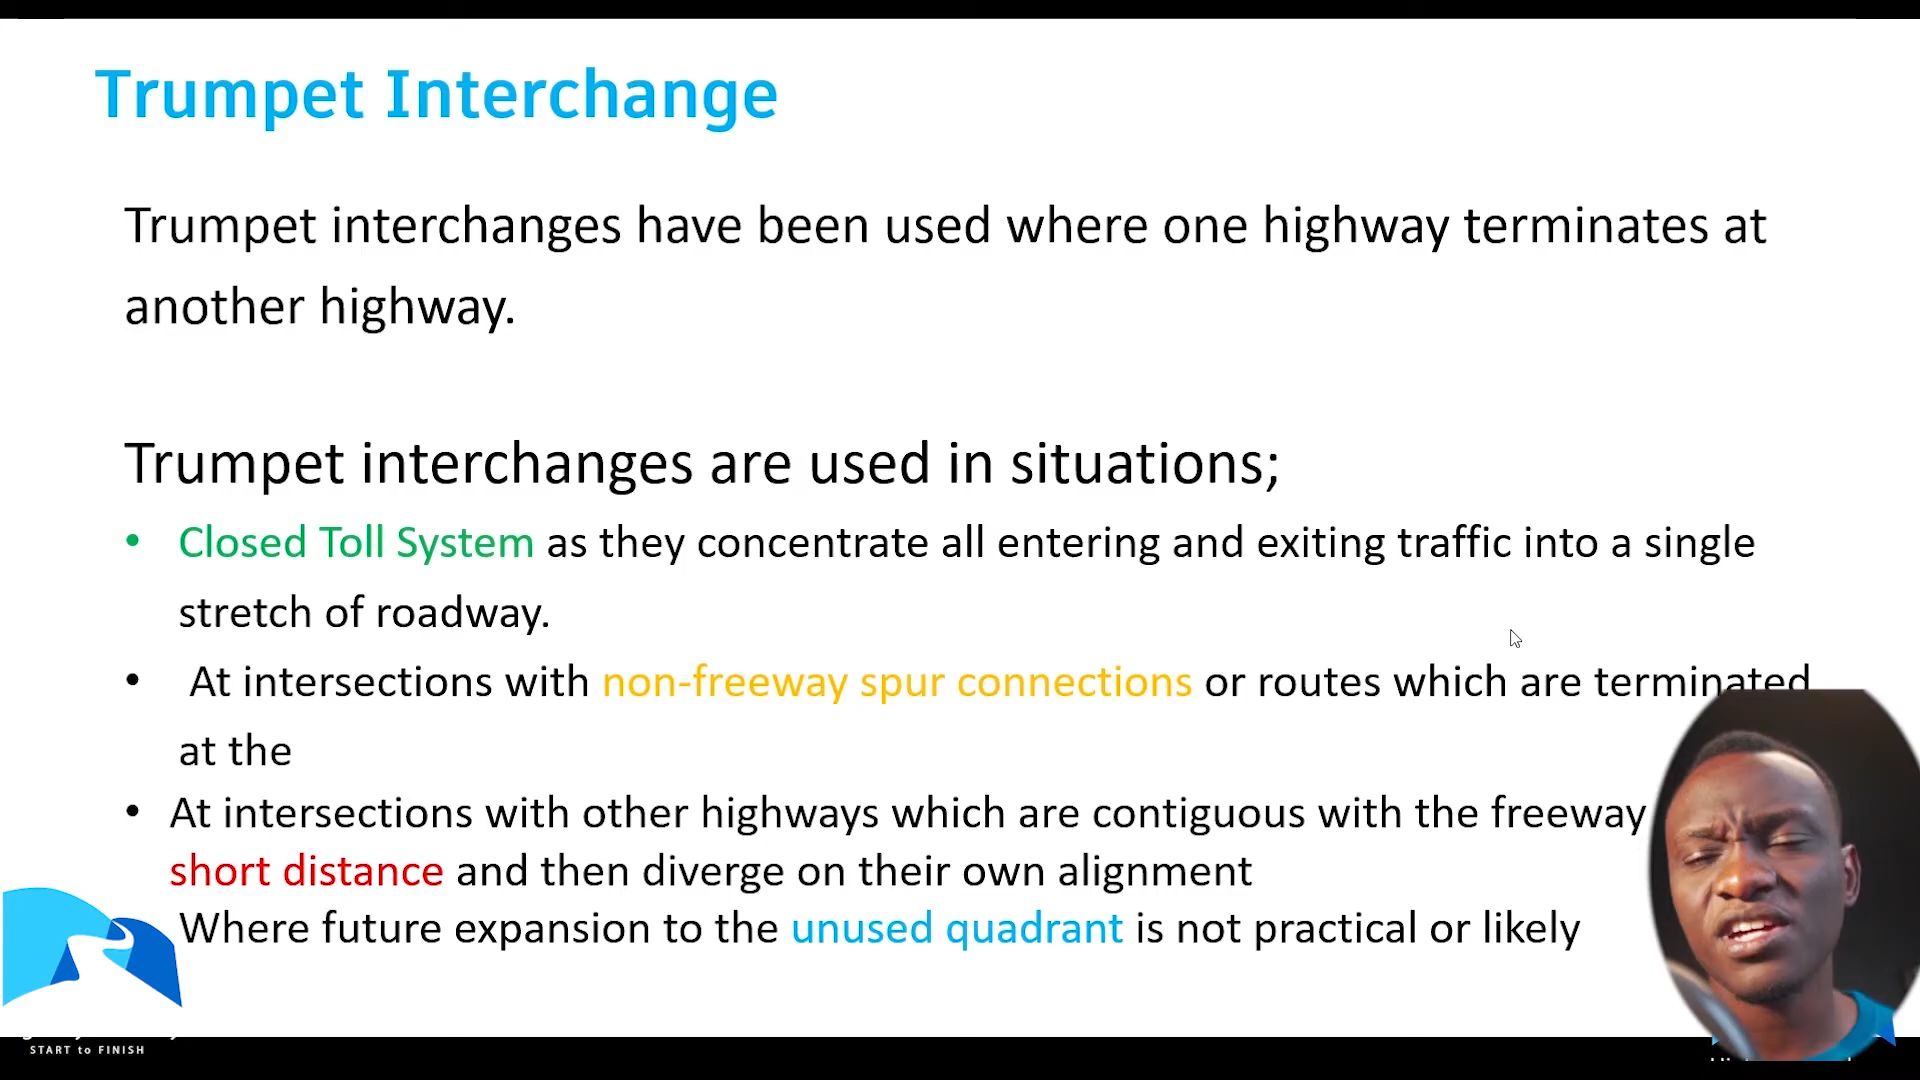 Trumpet Interchange
Trumpet interchanges have been used where one highway terminates at
another highway.
Trumpet interchanges are used in situations;
• Closed Toll System as they concentrate all entering and exiting traffic into a single
stretch of roadway.
• At intersections with non-freeway spur connections or routes which are terminated
at the
• At intersections with other highways which are contiguous with the freeway
short distance and then diverge on their own alignment
Where future expansion to the unused quadrant is not practical or likely
START to FINISH